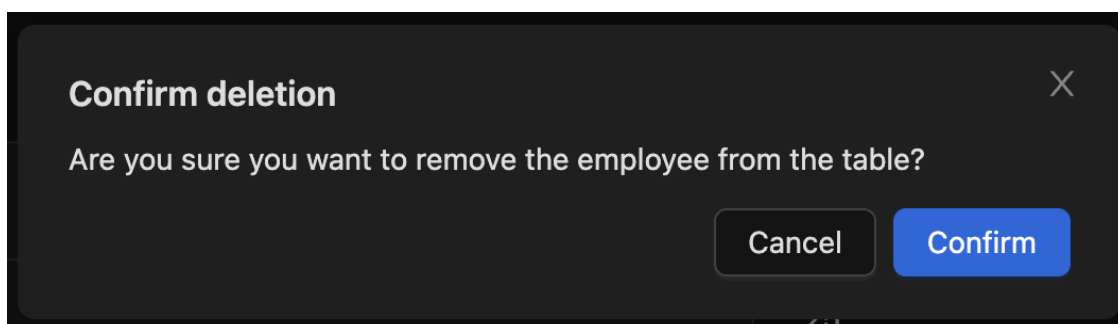 Confirm deletion
Are you sure you want to remove the employee from the table?
Cancel
Confirm